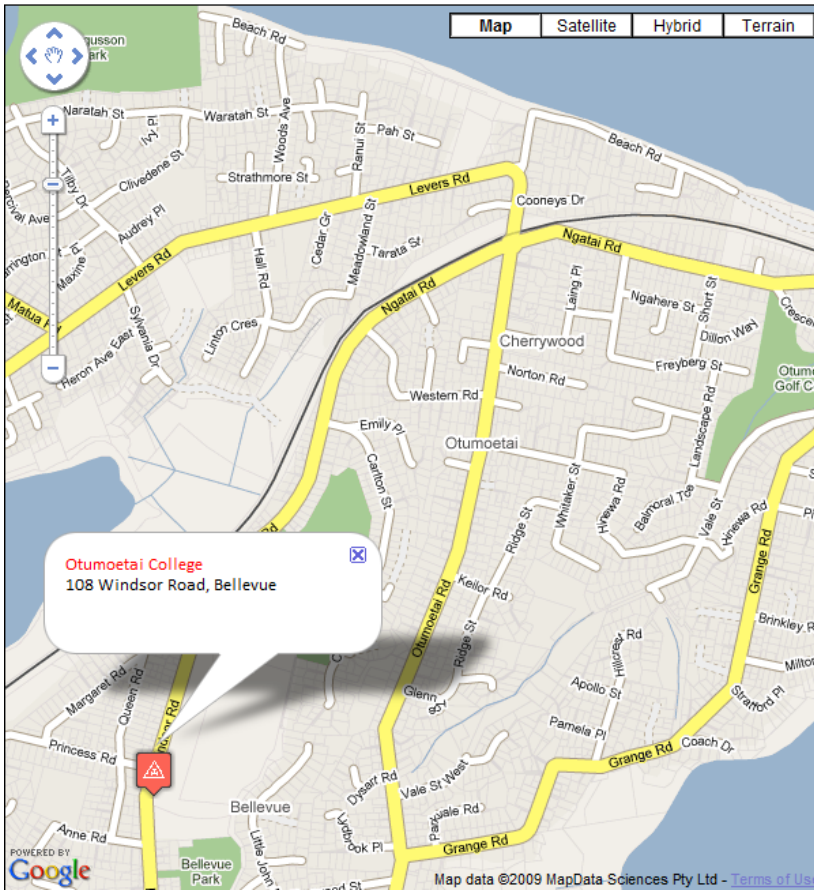 Map
Satellite
Hybrid
Terrain
Beach Rd
Park
Naratah St
Waratah St
Woods Ave
Pah St
Ranui St
Tilby Dr
Clivedene St
Strathmore St
Levers Rd
Beach Rd
Percival Ave
Audrey Pl
Cooneys Dr
Cedar Gr
Meadowland St
Tarata St
Hall Rd
Maxine Pl
Levers Rd
Ngatai Rd
Ngatai Rd
Laing Pl
Ngahere St
Short St
Sylvania Dr
Linton Cres
Dillon Way
Heron Ave East
Cherrywood
Freyberg St
Norton Rd
Golf
Western Rd
Landscape Rd
Emily Pl
Otumoetai
Carlton St
Whitaker St
Hinewa Rd
Balmoral Tce
Vale St
Hinewa Rd
Ridge St
Otumoetai College
108 Windsor Road, Bellevue
Keilor Rd
Grange Rd
Otumoetai Rd
Ridge St
Hillcrest Rd
Margaret Rd
Queen Rd
Apollo St
Stratford Pl
Pamela Pl
Princess Rd
Coach Dr
Grange Rd
Dysart Rd
Vale St West
Bellevue
Anne Rd
Grange Rd
Bellevue
Park
POWERED BY
Google
Map data ©2009 MapData Sciences Pty Ltd - Terms of Use